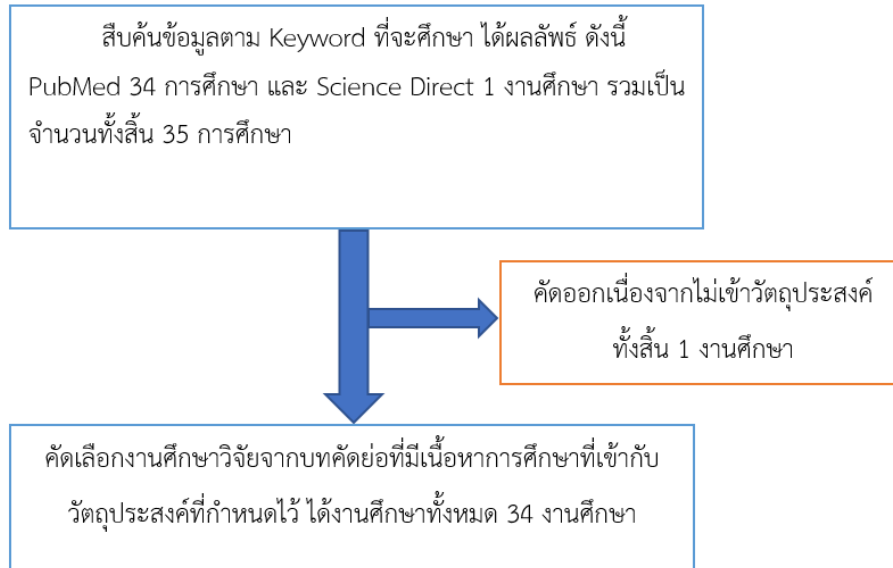 สืบค้นข้อมูลตาม Keyword ที่จะศึกษา ได้ผลลัพธ์ ดังนี้
PubMed 34 การศึกษา และ Science Direct 1 งานศึกษา รวมเป็น
จำนวนทั้งสิ้น 35 การศึกษา
คัดออกเนื่องจากไม่เข้าวัตถุประสงค์
ทั้งสิ้น 1 งานศึกษา
คัดเลือกงานศึกษาวิจัยจากบทคัดย่อที่มีเนื้อหาการศึกษาที่เข้ากับ
วัตถุประสงค์ที่กำหนดไว้ ได้งานศึกษาทั้งหมด 34 งานศึกษา